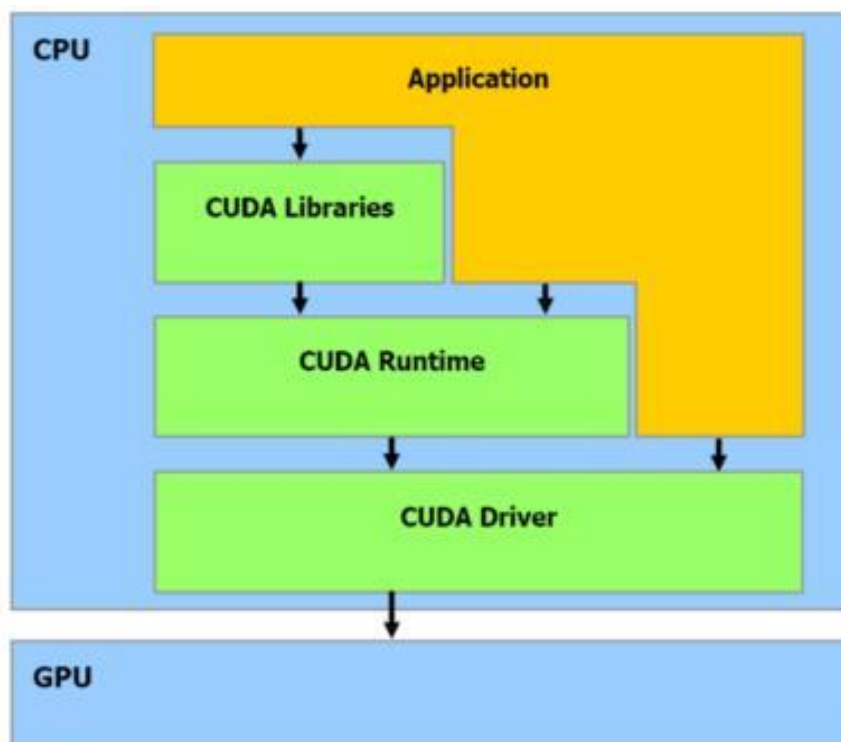 CPU
Application
CUDA Libraries
CUDA Runtime
CUDA Driver
GPU